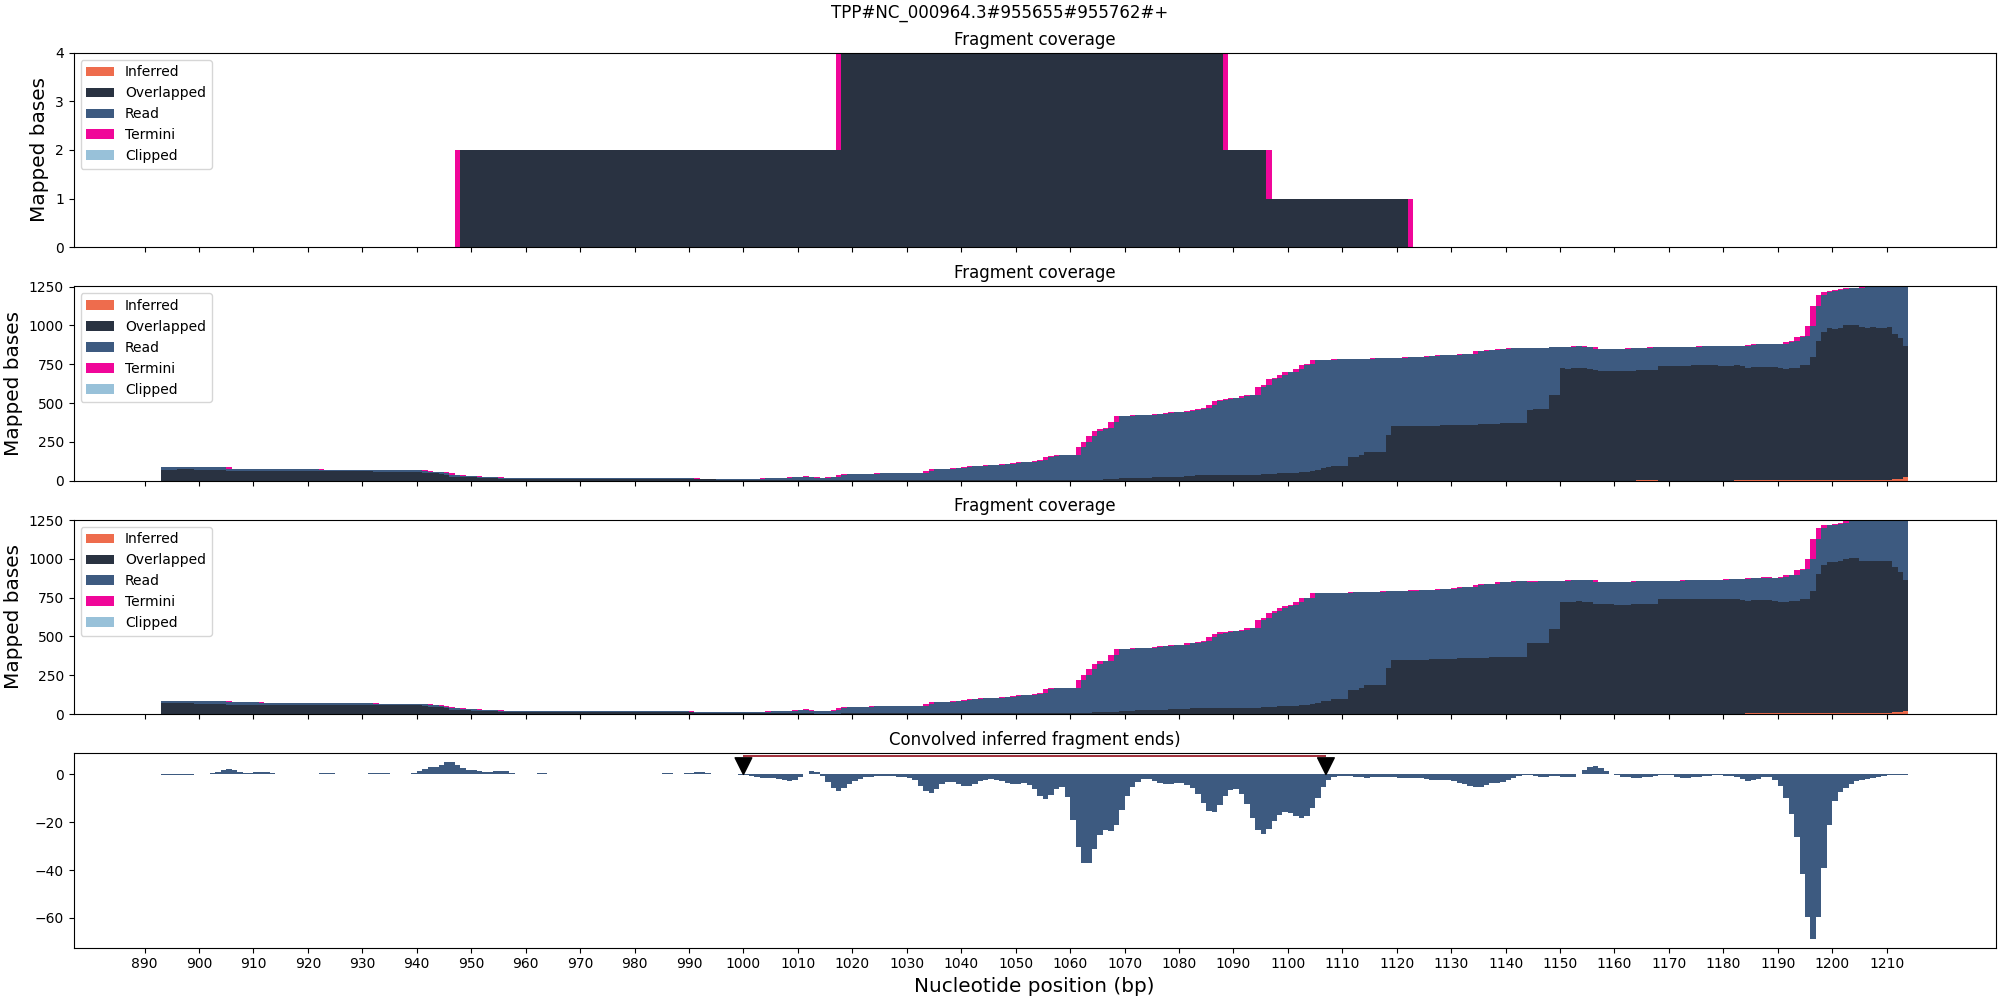 TPP#NC_000964.3#955655#955762#+
Fragment coverage
4
3
2
1
0
Mapped bases
Inferred
Overlapped
Read
Termini
Clipped
Fragment coverage
1250
1000
750
500
250
0
Mapped bases
Inferred
Overlapped
Read
Termini
Clipped
Fragment coverage
1250
1000
750
500
250
0
Mapped bases
Inferred
Overlapped
Read
Termini
Clipped
Convolved inferred fragment ends)
0
−20
−40
−60
890 900 910 920 930 940 950 960 970 980 990 1000 1010 1020 1030 1040 1050 1060 1070 1080 1090 1100 1110 1120 1130 1140 1150 1160 1170 1180 1190 1200 1210
Nucleotide position (bp)